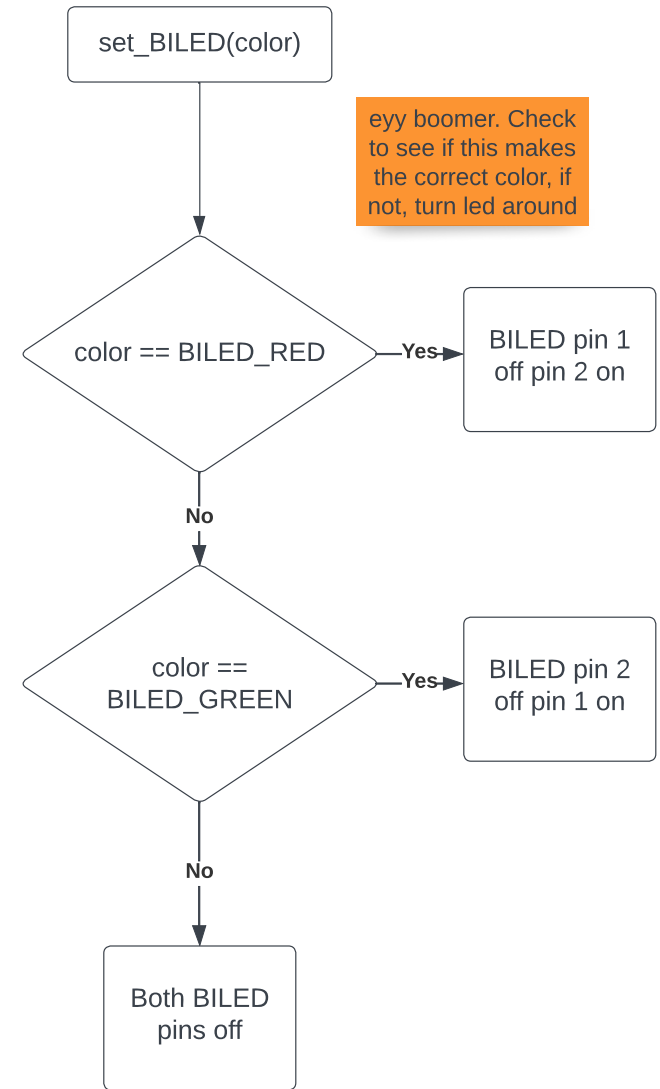 set_BILED(color)
eyy boomer. Check
to see if this makes
the correct color, if
not, turn led around
color == BILED_RED
Yes
BILED pin 1
off pin 2 on
No
color ==
BILED_GREEN
Yes
BILED pin 2
off pin 1 on
No
Both BILED
pins off